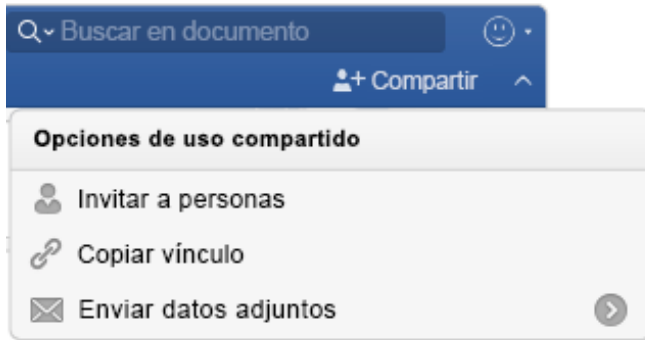 Buscar en documento
Compartir
Opciones de uso compartido
Invitar a personas
Copiar vínculo
Enviar datos adjuntos